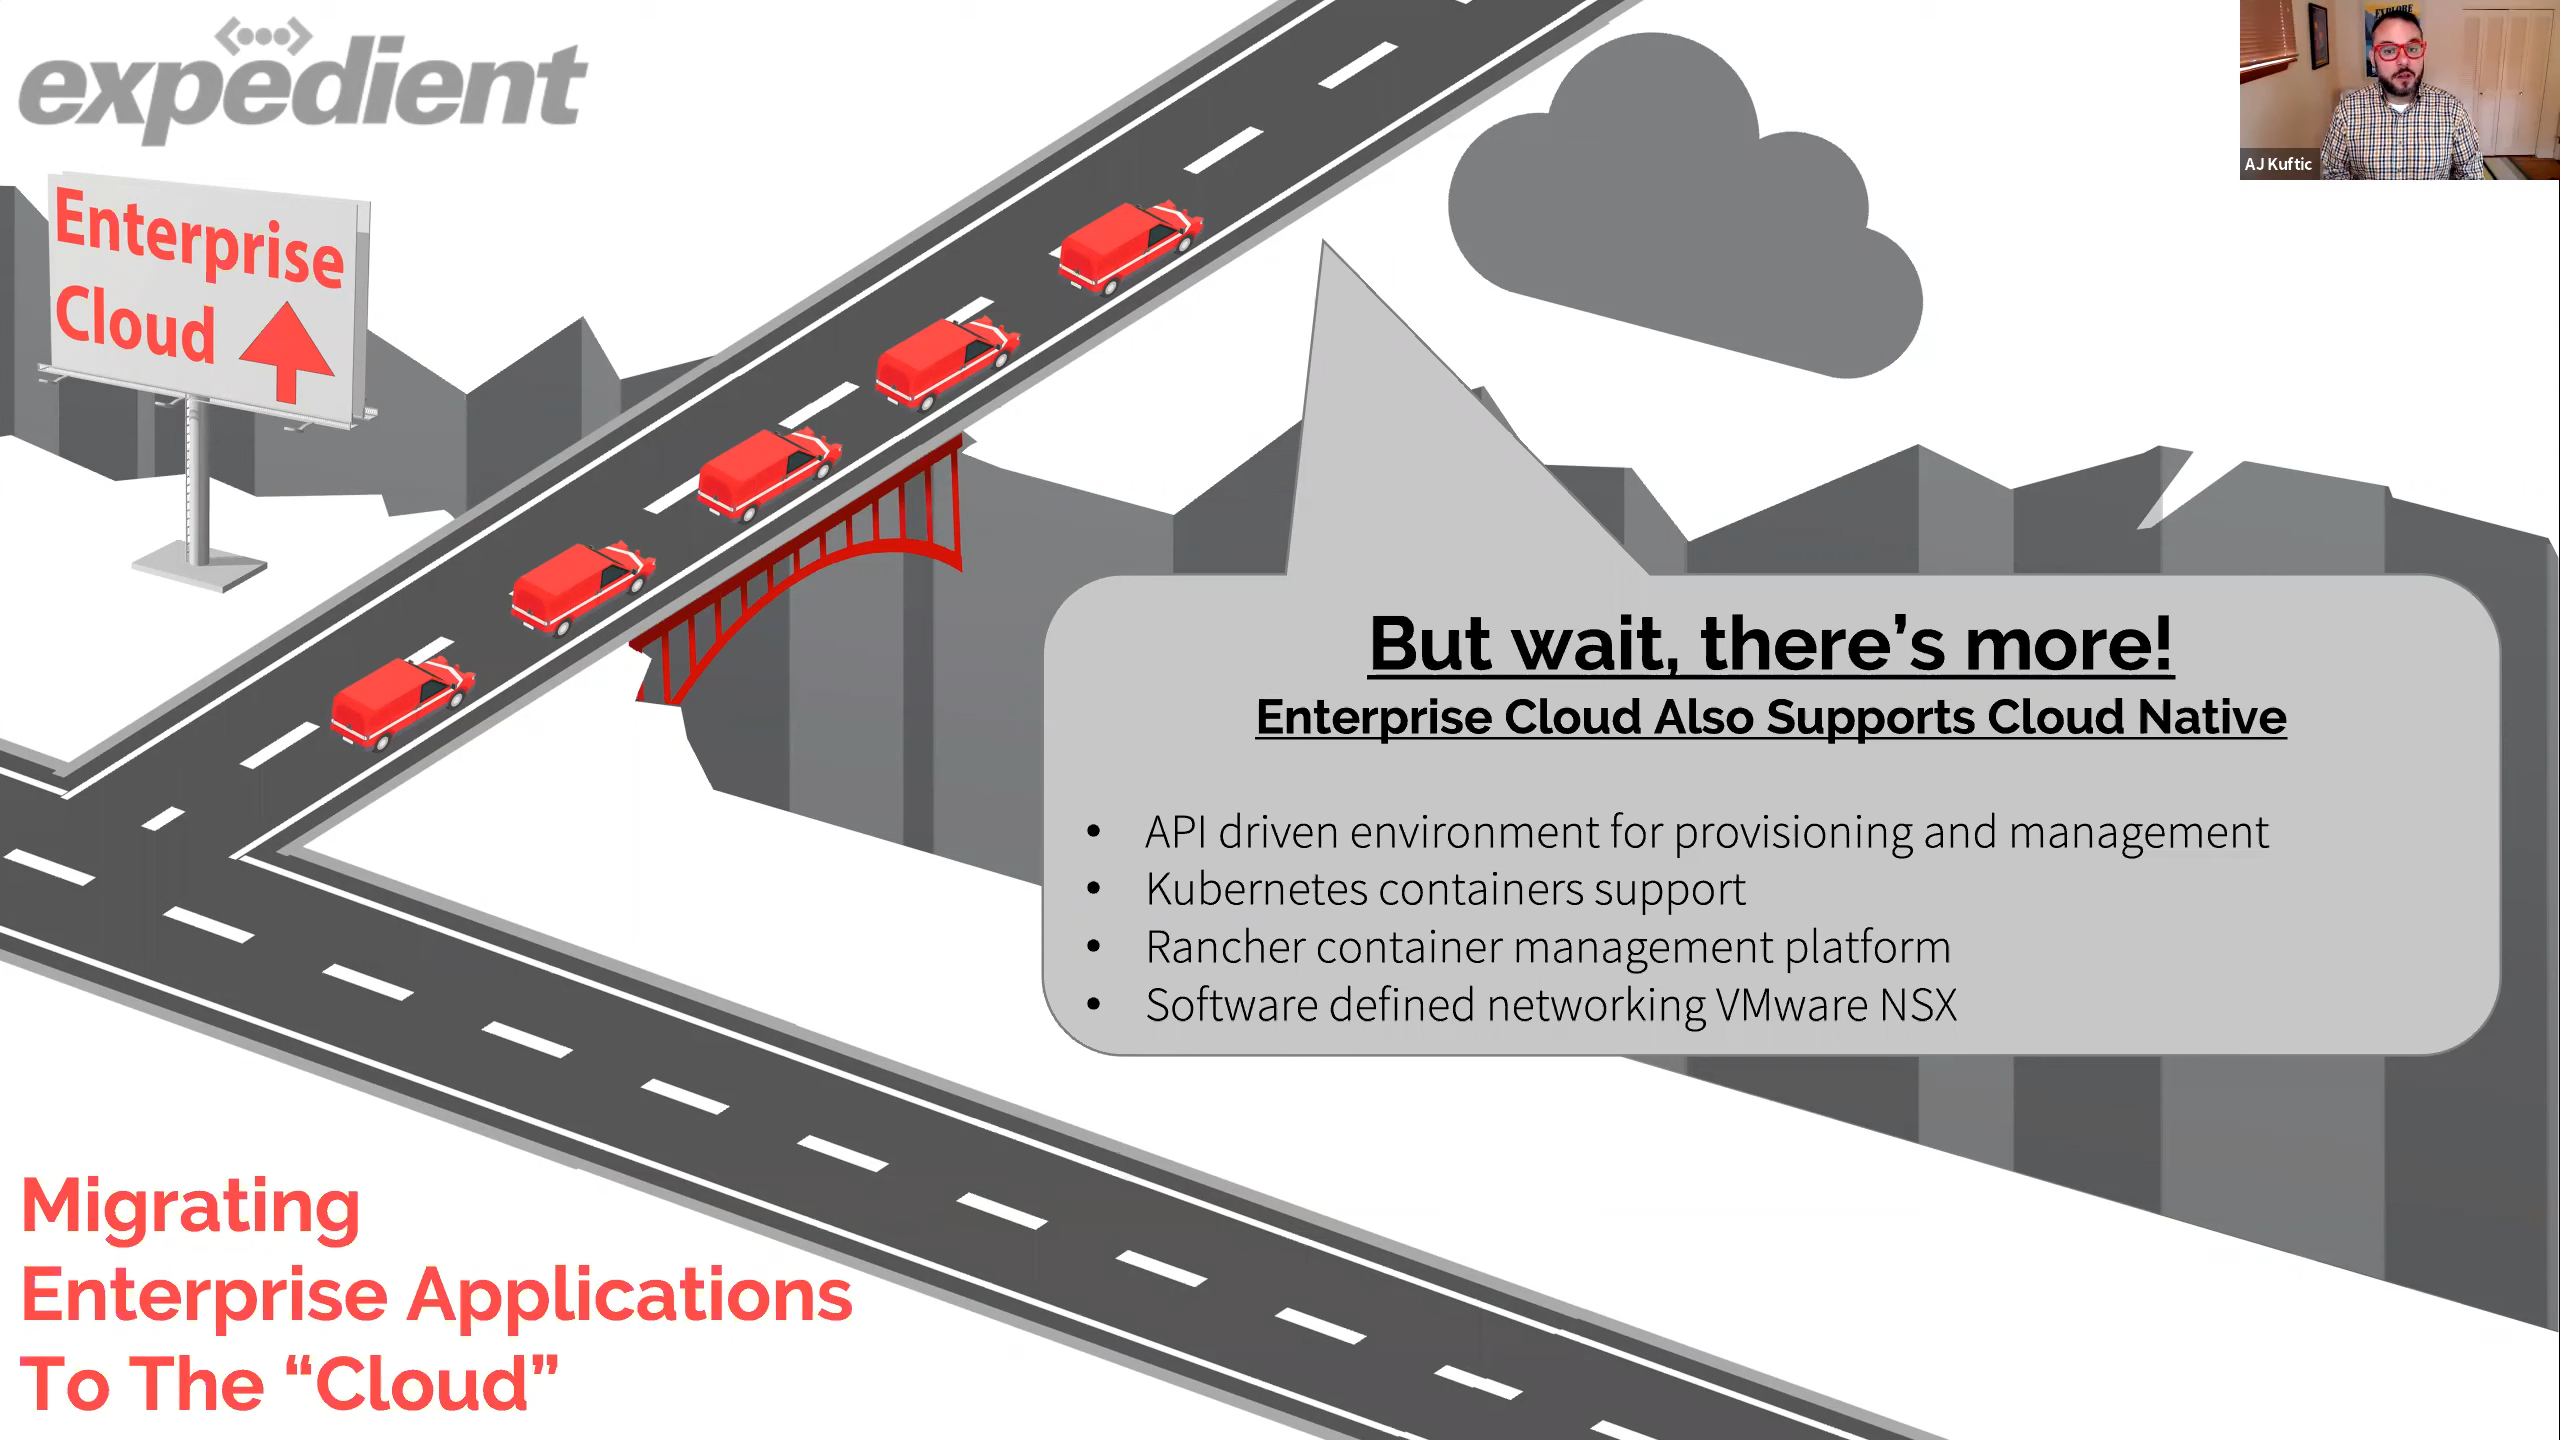 expedient
EXPLORE
AJ Kuftic
Enterprise
Cloud
But wait, there’s more!
Enterprise Cloud Also Supports Cloud Native
• API driven environment for provisioning and management
• Kubernetes containers support
• Rancher container management platform
• Software defined networking VMware NSX
Migrating
Enterprise Applications
To The “Cloud”